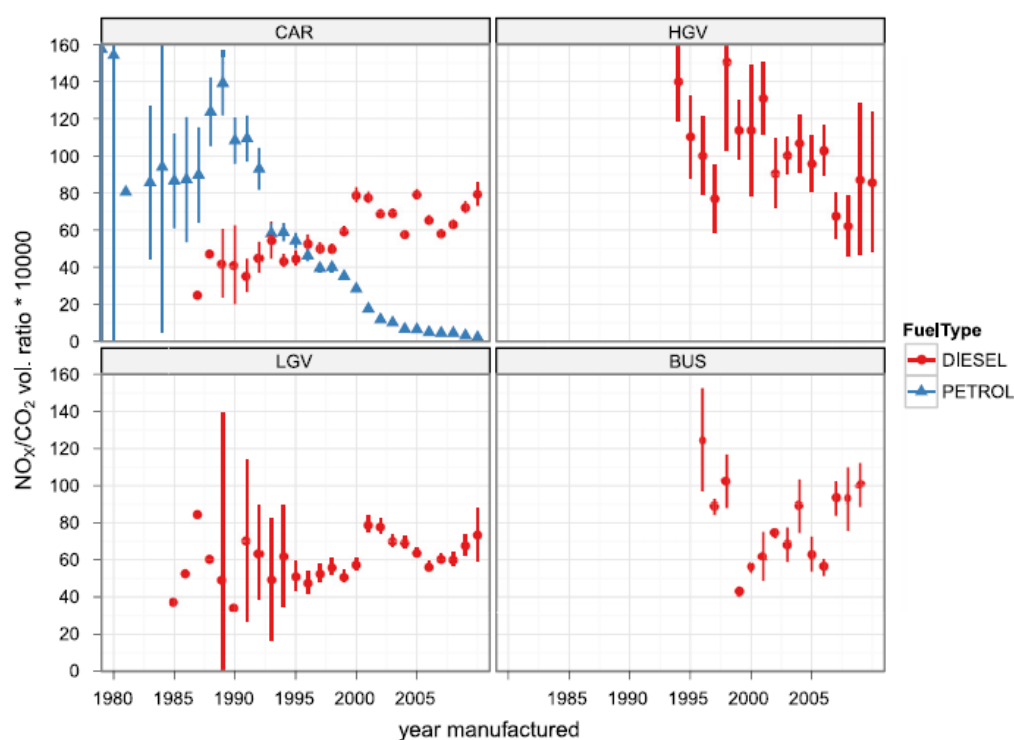 CAR
HGV
160
140
120
100
80
60
40
20
0
LGV
BUS
160
140
120
100
80
60
40
20
0
NOX/CO2 vol. ratio * 10000
1980 1985 1990 1995 2000 2005
1985 1990 1995 2000 2005
year manufactured
FuelType
DIESEL
PETROL